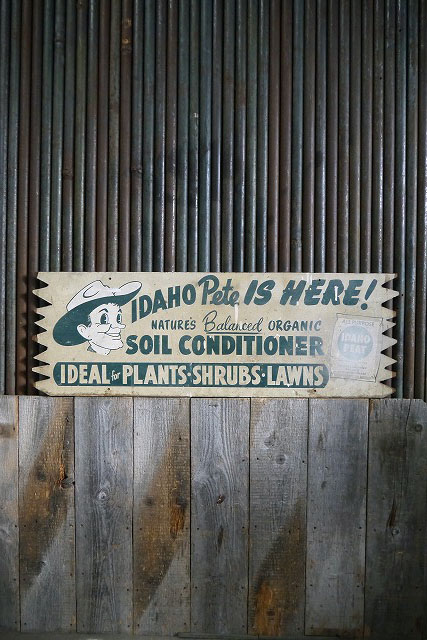 IDAHO Pete IS HERE!
NATURE'S Balanced ORGANIC
SOIL CONDITIONER
IDEAL for PLANTS·SHRUBS·LAWNS
IDAHO
PEAT